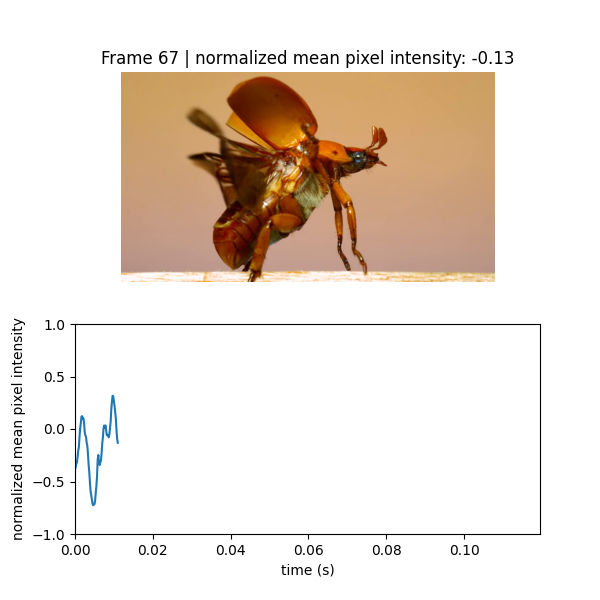 Frame 67 | normalized mean pixel intensity: -0.13
normalized mean pixel intensity
1.0
0.5
0.0
−0.5
−1.0
0.00 0.02 0.04 0.06 0.08 0.10
time (s)